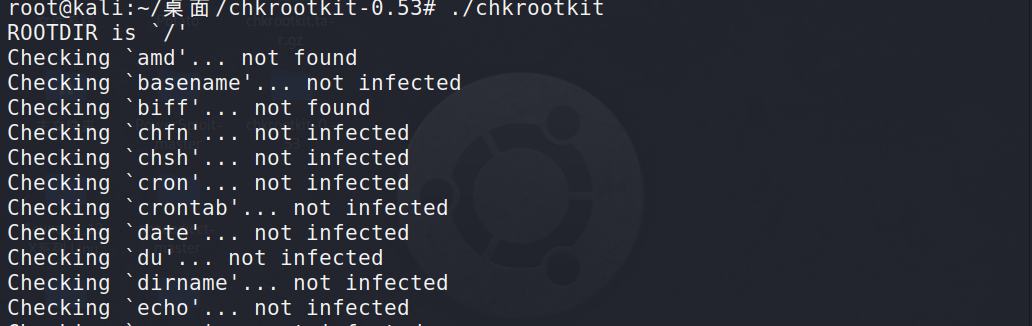 root@kali:~/桌面/chkrootkit-0.53# ./chkrootkit
ROOTDIR is `/'
Checking `amd'... not found
Checking `basename'... not infected
Checking `biff'... not found
Checking `chfn'... not infected
Checking `chsh'... not infected
Checking `cron'... not infected
Checking `crontab'... not infected
Checking `date'... not infected
Checking `du'... not infected
Checking `dirname'... not infected
Checking `echo'... not infected